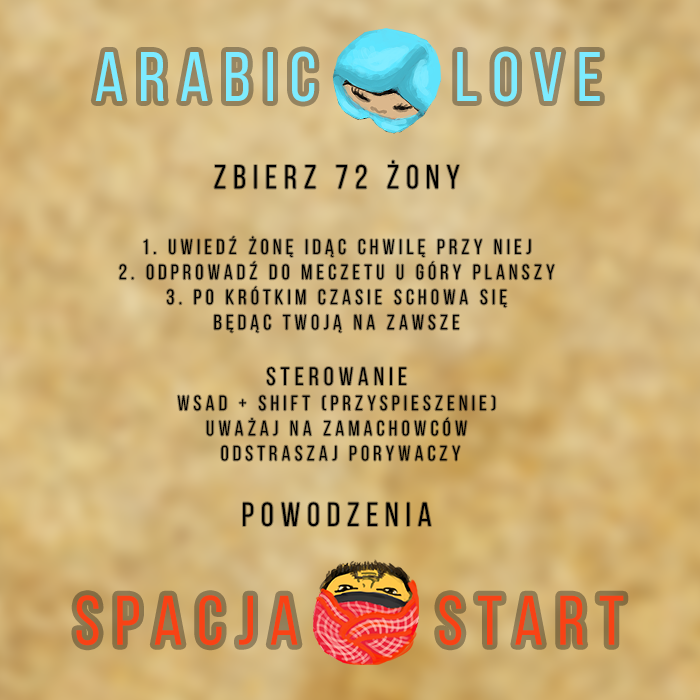 ARABIC LOVE
ZBIERZ 72 ŻONY
1. UWIEDŹ ŻONĘ IDĄC CHWILĘ PRZY NIEJ
2. ODPROWADŹ DO MECZETU U GÓRY PLANSZY
3. PO KRÓTKIM CZASIE SCHOWA SIĘ
BĘDĄC TWOJĄ NA ZAWSZE
STEROWANIE
WSAD + SHIFT (PRZYSPIESZENIE)
UWAŻAJ NA ZAMACHOWCÓW
ODSTRASZAJ PORYWACZY
POWODZENIA
SPACJA START